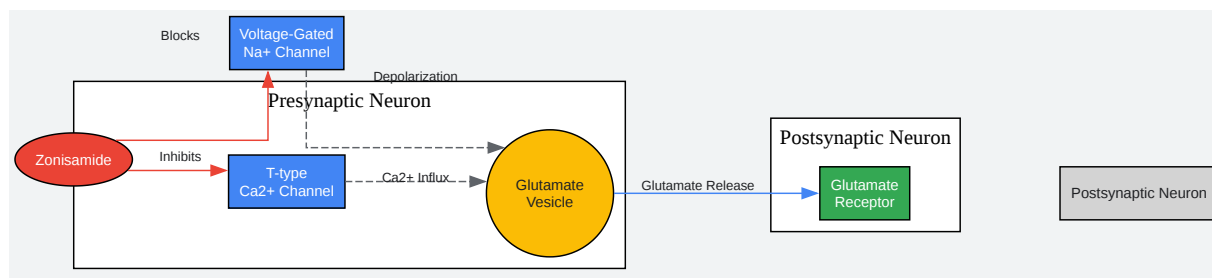 Blocks
Voltage-Gated
Na+ Channel
Depolarization
Presynaptic Neuron
Zonisamide
Inhibits
T-type
Ca2+ Channel
Ca2+ Influx
Glutamate
Vesicle
Glutamate Release
Postsynaptic Neuron
Glutamate
Receptor
Postsynaptic Neuron